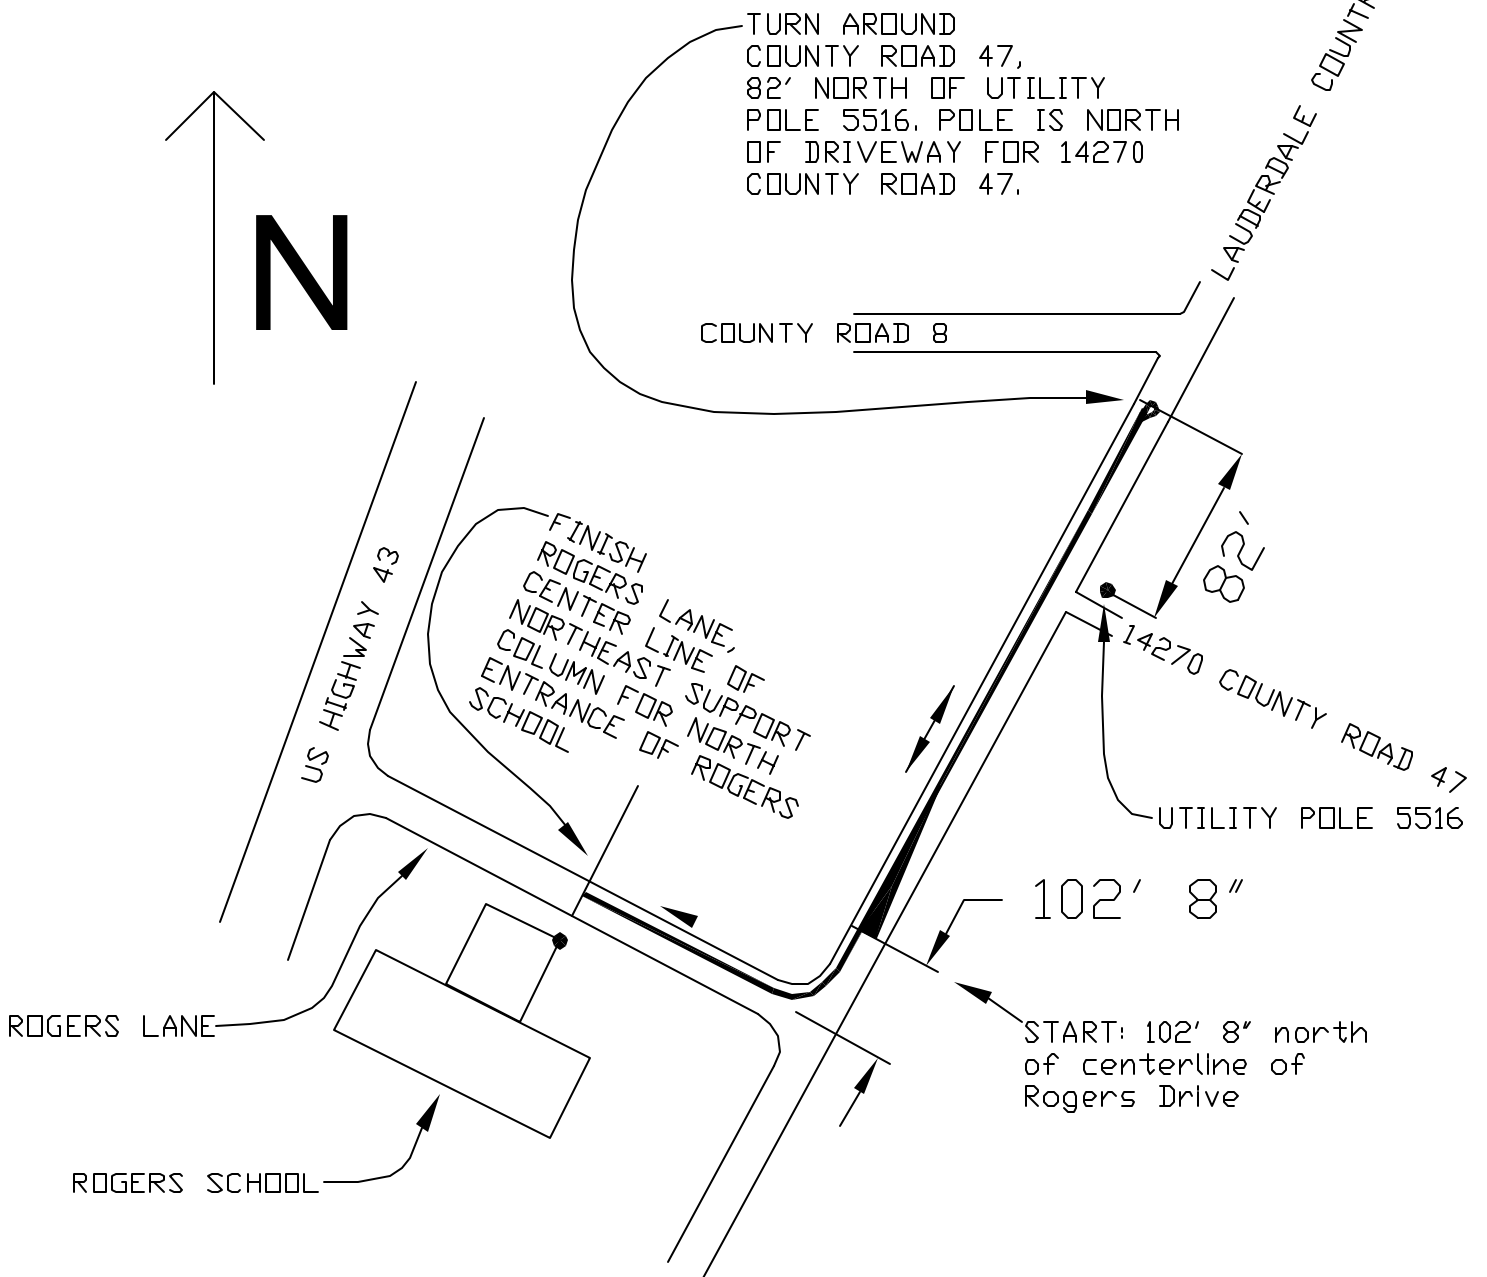 TURN AROUND
COUNTY ROAD 47,
82' NORTH OF UTILITY
POLE 5516. POLE IS NORTH
OF DRIVEWAY FOR 14270
COUNTY ROAD 47.
LAUDERDALE
N
COUNTY ROAD 8
US HIGHWAY 43
FINISH
ROGERS LANE,
CENTER LINE OF
NORTHEAST SUPPORT
COLUMN FOR NORTH
ENTRANCE OF ROGERS
SCHOOL
82'
14270 COUNTY ROAD 47
UTILITY POLE 5516
102' 8"
ROGERS LANE
START: 102' 8" north
of centerline of
Rogers Drive
ROGERS SCHOOL